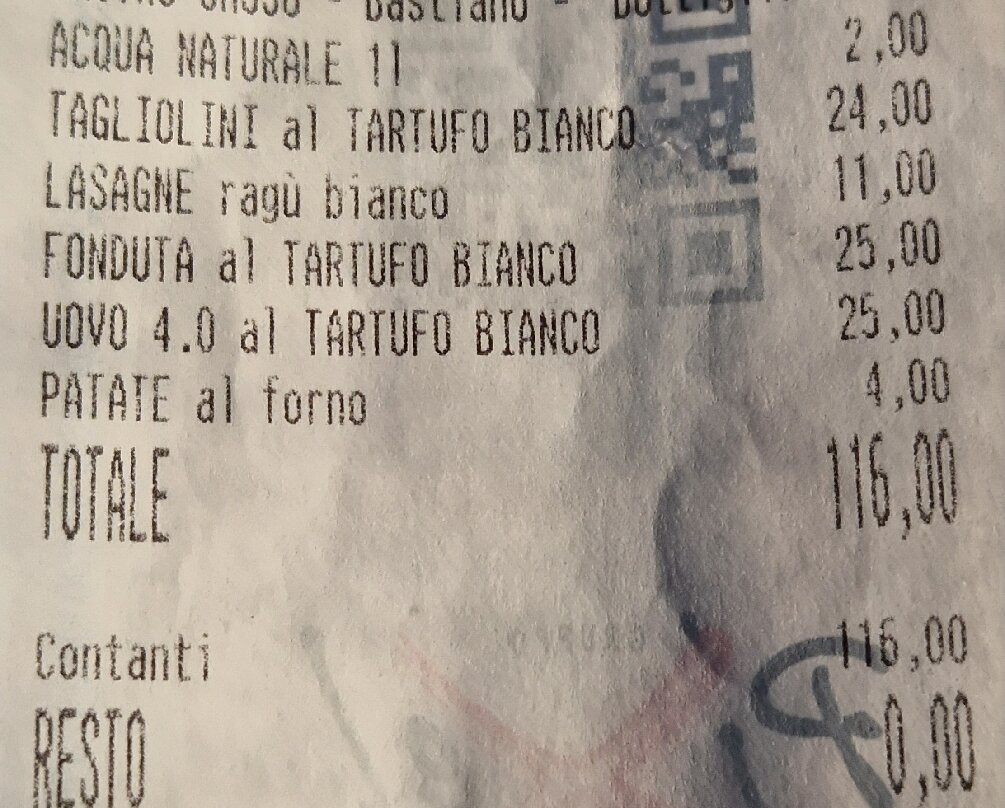 - Bastiano -
ACQUA NATURALE 1l 2,00
TAGLIOLINI al TARTUFO BIANCO 24,00
LASAGNE ragù bianco 11,00
FONDUTA al TARTUFO BIANCO 25,00
UOVO 4.0 al TARTUFO BIANCO 25,00
PATATE al forno 4,00
TOTALE 116,00
Contanti 116,00
RESTO 0,00